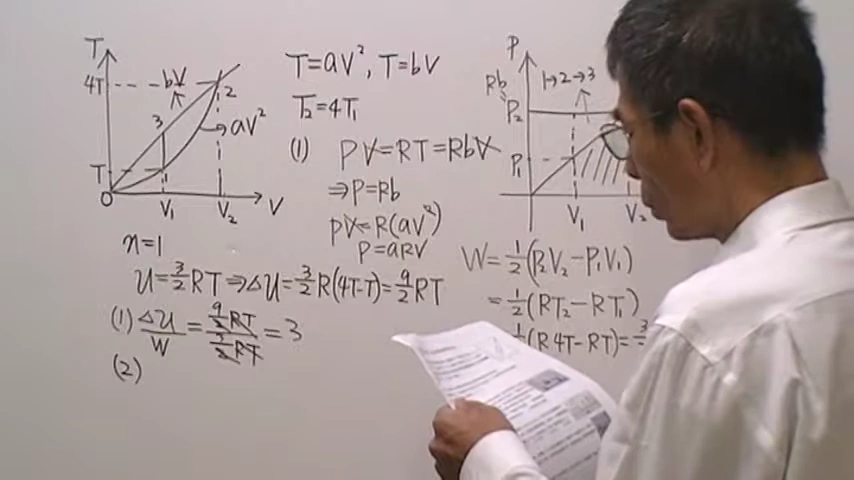 T
4T
bV
2
3
aV²
T
0
V₁
V₂
V
T=aV², T=bV
T₂=4T₁
(1) PV=RT=RbV
⇒P=Rb
PV=R(aV²)
P=aRV
P
Rb
1→2→3
P₂
P₁
V₁
V₂
n=1
U=3/2RT⇒ΔU=3/2R(4T-T)=9/2RT
(1) ΔU/W=9/2RT/3/2RT=3
(2)
W=1/2(P₂V₂-P₁V₁)
=1/2(RT₂-RT₁)
(R4T-RT)=